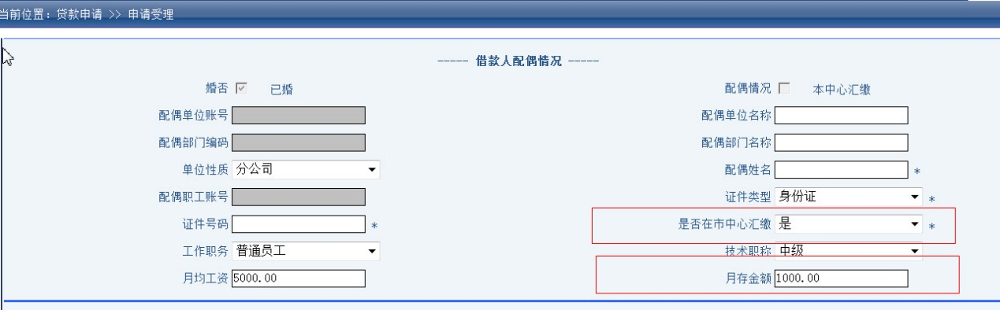 当前位置：贷款申请 >> 申请受理
----- 借款人配偶情况 -----
婚否 已婚 配偶情况 本中心汇缴
配偶单位账号 配偶单位名称
配偶部门编码 配偶部门名称
单位性质 分公司 配偶姓名 *
配偶职工账号 证件类型 身份证 *
证件号码 * 是否在市中心汇缴 是 *
工作职务 普通员工 技术职称 中级
月均工资 5000.00 月存金额 1000.00